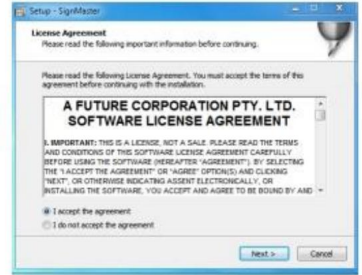 Setup - SignMaster
License Agreement
Please read the following important information before continuing.
Please read the following License Agreement. You must accept the terms of this
agreement before continuing with the installation.
A FUTURE CORPORATION PTY. LTD.
SOFTWARE LICENSE AGREEMENT
I. IMPORTANT: THIS IS A LICENSE, NOT A SALE. PLEASE READ THE TERMS
AND CONDITIONS OF THIS SOFTWARE LICENSE AGREEMENT CAREFULLY
BEFORE USING THE SOFTWARE (HEREAFTER "AGREEMENT"). BY SELECTING
THE "I ACCEPT THE AGREEMENT" OR "AGREE" OPTION(S) AND CLICKING
"NEXT", OR OTHERWISE INDICATING ASSENT ELECTRONICALLY, OR
INSTALLING THE SOFTWARE, YOU ACCEPT AND AGREE TO BE BOUND BY AND
I accept the agreement
I do not accept the agreement
Next >
Cancel